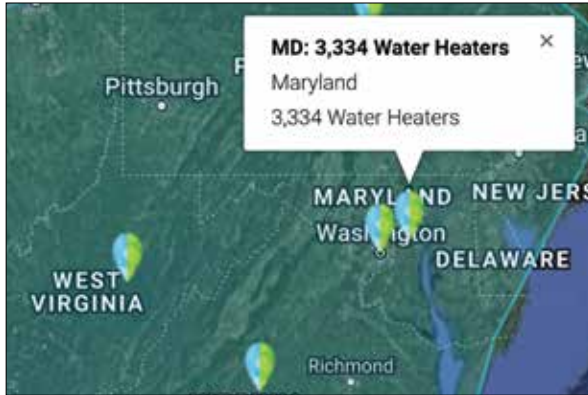 MD: 3,334 Water Heaters ×
Maryland
3,334 Water Heaters
Pittsburgh
MARYLAND
NEW JERS
Washington
DELAWARE
WEST
VIRGINIA
Richmond